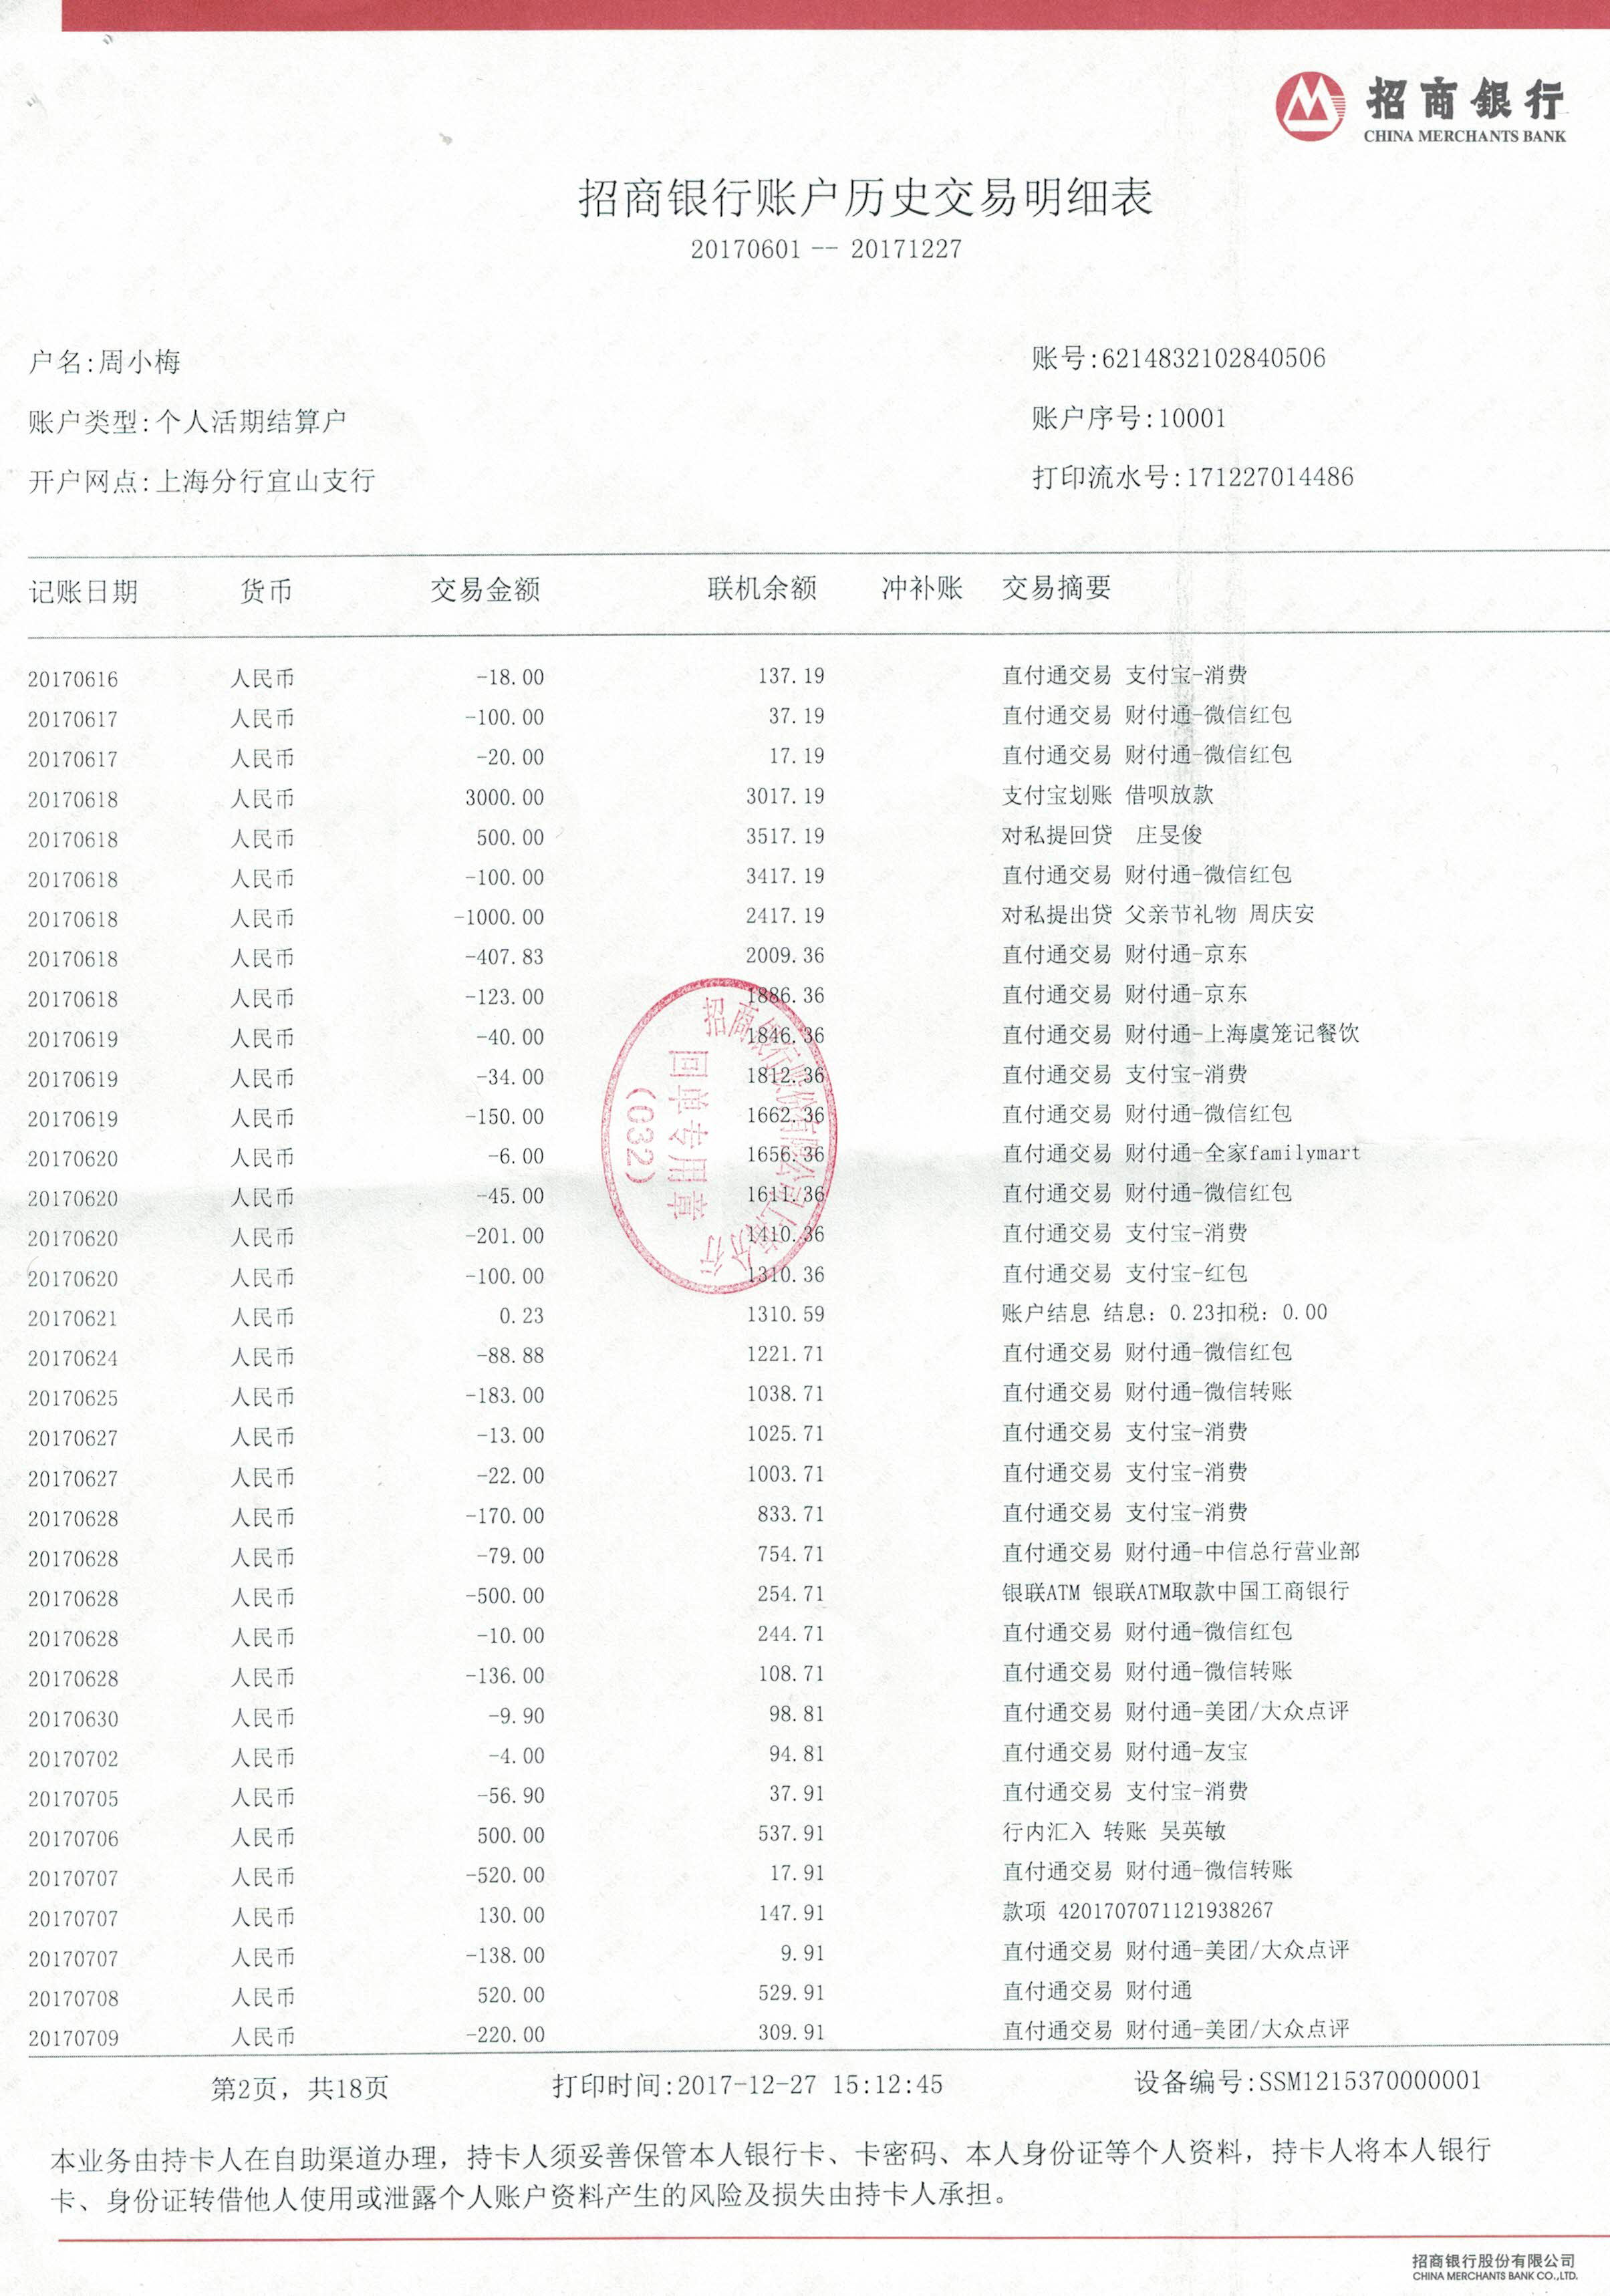 招商银行
CHINA MERCHANTS BANK
招商银行账户历史交易明细表
20170601 -- 20171227
户名:周小梅 账号:6214832102840506
账户类型:个人活期结算户 账户序号:10001
开户网点:上海分行宜山支行 打印流水号:171227014486
记账日期 货币 交易金额 联机余额 冲补账 交易摘要
20170616 人民币 -18.00 137.19 直付通交易 支付宝-消费
20170617 人民币 -100.00 37.19 直付通交易 财付通-微信红包
20170617 人民币 -20.00 17.19 直付通交易 财付通-微信红包
20170618 人民币 3000.00 3017.19 支付宝划账 借呗放款
20170618 人民币 500.00 3517.19 对私提回贷 庄旻俊
20170618 人民币 -100.00 3417.19 直付通交易 财付通-微信红包
20170618 人民币 -1000.00 2417.19 对私提出贷 父亲节礼物 周庆安
20170618 人民币 -407.83 2009.36 直付通交易 财付通-京东
20170618 人民币 -123.00 1886.36 直付通交易 财付通-京东
20170619 人民币 -40.00 1846.36 直付通交易 财付通-上海虞笼记餐饮
20170619 人民币 -34.00 1812.36 直付通交易 支付宝-消费
20170619 人民币 -150.00 1662.36 直付通交易 财付通-微信红包
20170620 人民币 -6.00 1656.36 直付通交易 财付通-全家familymart
20170620 人民币 -45.00 1611.36 直付通交易 财付通-微信红包
20170620 人民币 -201.00 1410.36 直付通交易 支付宝-消费
20170620 人民币 -100.00 1310.36 直付通交易 支付宝-红包
20170621 人民币 0.23 1310.59 账户结息 结息：0.23扣税：0.00
20170624 人民币 -88.88 1221.71 直付通交易 财付通-微信红包
20170625 人民币 -183.00 1038.71 直付通交易 财付通-微信转账
20170627 人民币 -13.00 1025.71 直付通交易 支付宝-消费
20170627 人民币 -22.00 1003.71 直付通交易 支付宝-消费
20170628 人民币 -170.00 833.71 直付通交易 支付宝-消费
20170628 人民币 -79.00 754.71 直付通交易 财付通-中信总行营业部
20170628 人民币 -500.00 254.71 银联ATM 银联ATM取款中国工商银行
20170628 人民币 -10.00 244.71 直付通交易 财付通-微信红包
20170628 人民币 -136.00 108.71 直付通交易 财付通-微信转账
20170630 人民币 -9.90 98.81 直付通交易 财付通-美团/大众点评
20170702 人民币 -4.00 94.81 直付通交易 财付通-友宝
20170705 人民币 -56.90 37.91 直付通交易 支付宝-消费
20170706 人民币 500.00 537.91 行内汇入 转账 吴英敏
20170707 人民币 -520.00 17.91 直付通交易 财付通-微信转账
20170707 人民币 130.00 147.91 款项 4201707071121938267
20170707 人民币 -138.00 9.91 直付通交易 财付通-美团/大众点评
20170708 人民币 520.00 529.91 直付通交易 财付通
20170709 人民币 -220.00 309.91 直付通交易 财付通-美团/大众点评
招商银行股份有限公司上海分行
回单专用章
(032)
第2页，共18页 打印时间:2017-12-27 15:12:45 设备编号:SSM1215370000001
本业务由持卡人在自助渠道办理，持卡人须妥善保管本人银行卡、卡密码、本人身份证等个人资料，持卡人将本人银行
卡、身份证转借他人使用或泄露个人账户资料产生的风险及损失由持卡人承担。
招商银行股份有限公司
CHINA MERCHANTS BANK CO.,LTD.